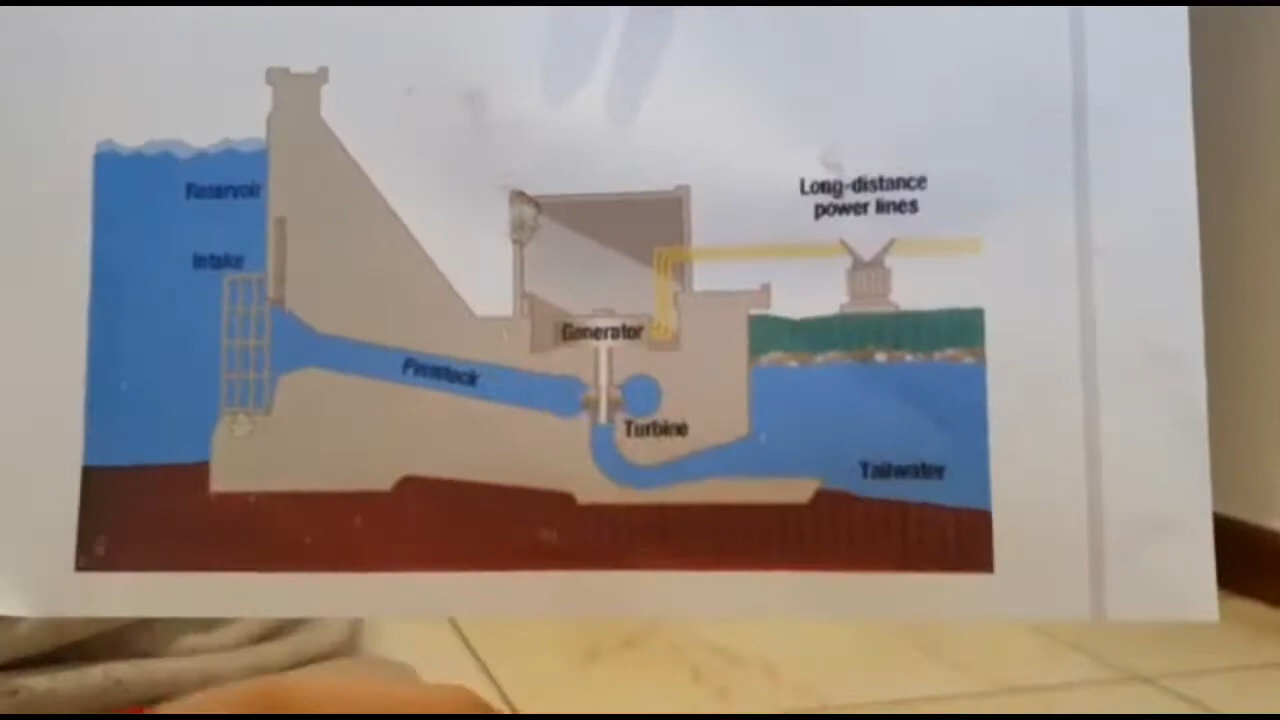 Reservoir
Intake
Penstock
Generator
Turbine
Long-distance
power lines
Tailwater